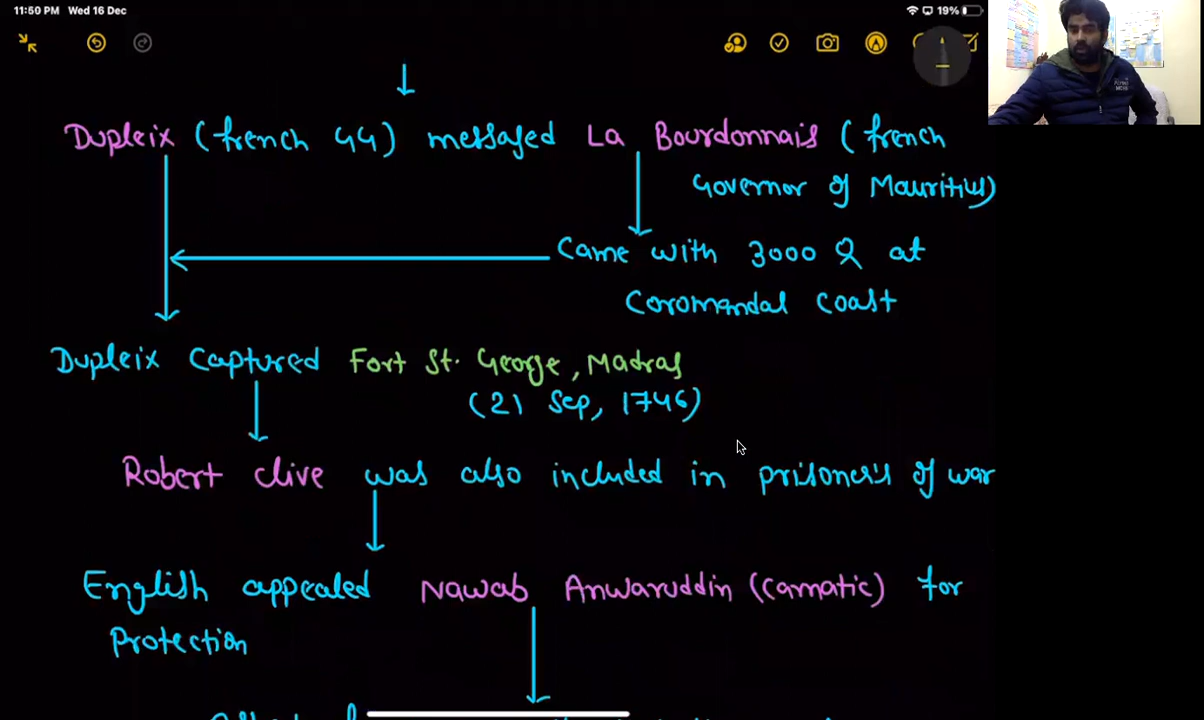 11:50 PM Wed 16 Dec
19%
Dupleix (french GG) messaged La Bourdonnais (french
Governor of Mauritius)
Came with 3000 at
Coromandal coast
Dupleix Captured Fort St. George, Madras
(21 Sep, 1746)
Robert clive was also included in prisoner's of war
English appealed Nawab Anwaruddin (Carnatic) for
Protection